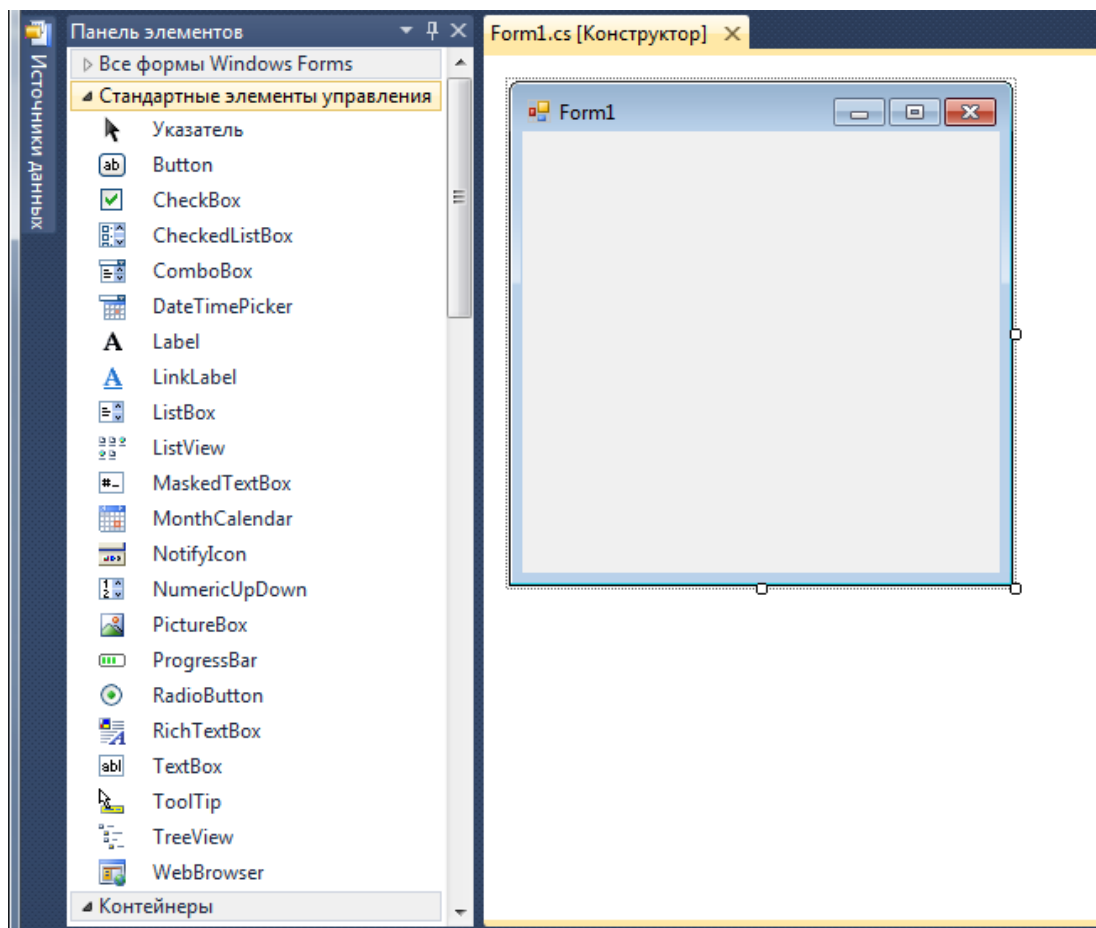 Источники данных
Панель элементов
Все формы Windows Forms
Стандартные элементы управления
Указатель
Button
CheckBox
CheckedListBox
ComboBox
DateTimePicker
Label
LinkLabel
ListBox
ListView
MaskedTextBox
MonthCalendar
NotifyIcon
NumericUpDown
PictureBox
ProgressBar
RadioButton
RichTextBox
TextBox
ToolTip
TreeView
WebBrowser
Контейнеры
Form1.cs [Конструктор]
Form1